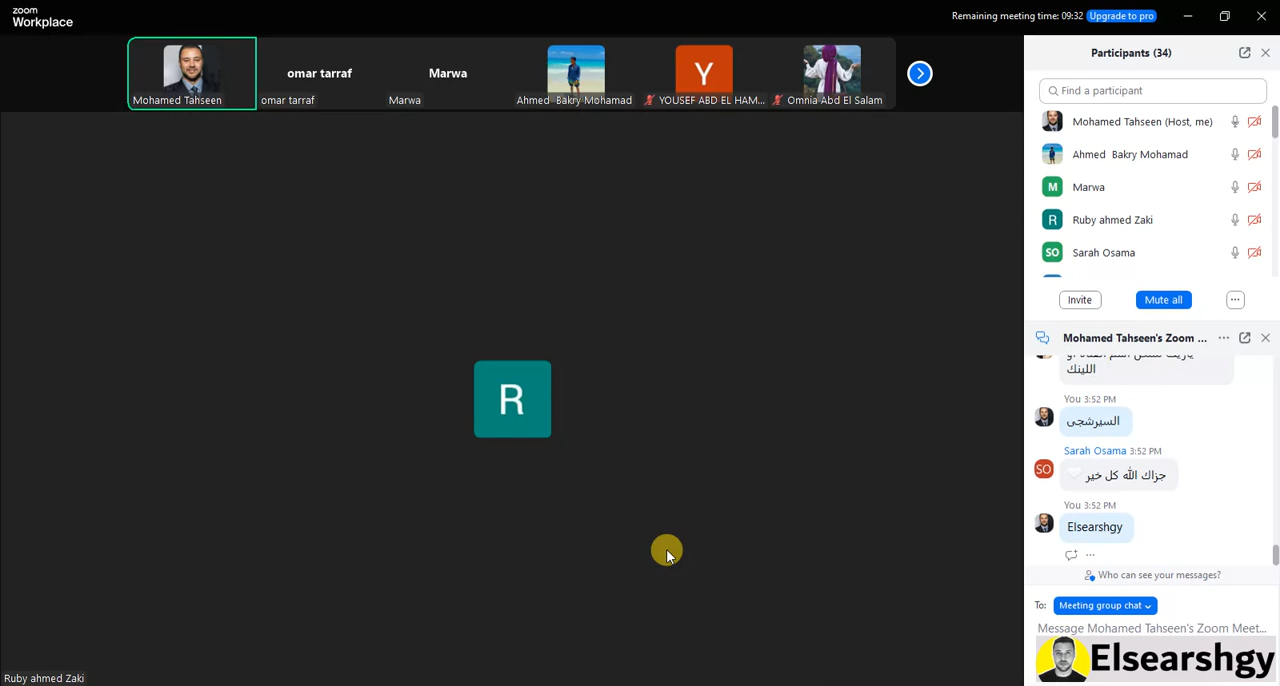 zoom
Workplace
Remaining meeting time: 09:32 Upgrade to pro
Mohamed Tahseen
omar tarraf
omar tarraf
Marwa
Marwa
Ahmed Bakry Mohamad
Y
YOUSEF ABD EL HAM...
Omnia Abd El Salam
R
Ruby ahmed Zaki
Participants (34)
Find a participant
Mohamed Tahseen (Host, me)
Ahmed Bakry Mohamad
M Marwa
R Ruby ahmed Zaki
SO Sarah Osama
Invite
Mute all
Mohamed Tahseen's Zoom ...
اللينك
You 3:52 PM
السيرشجى
Sarah Osama 3:52 PM
SO
جزاك الله كل خير
You 3:52 PM
Elsearshgy
Who can see your messages?
To: Meeting group chat
Message Mohamed Tahseen's Zoom Meet...
Elsearshgy